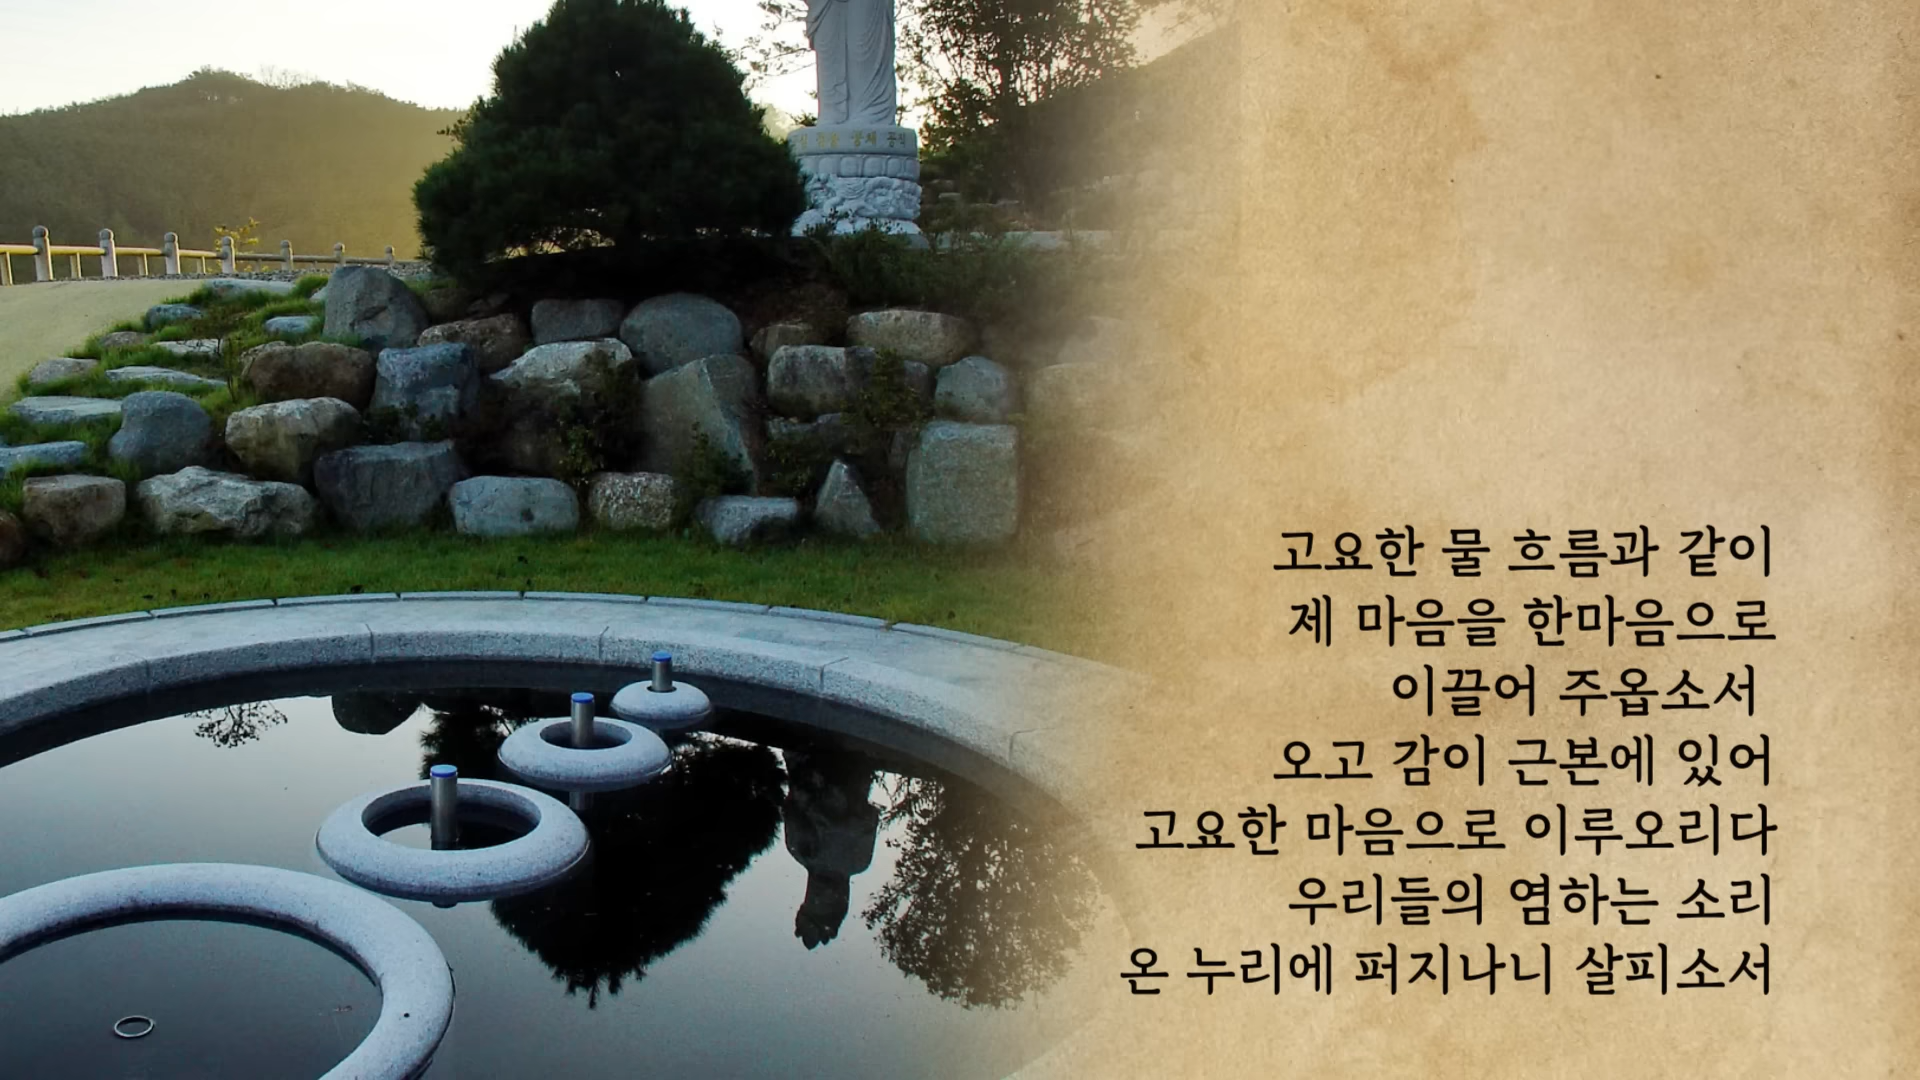 고요한 물 흐름과 같이
제 마음을 한마음으로
이끌어 주옵소서
오고 감이 근본에 있어
고요한 마음으로 이루오리다
우리들의 염하는 소리
온 누리에 퍼지나니 살피소서